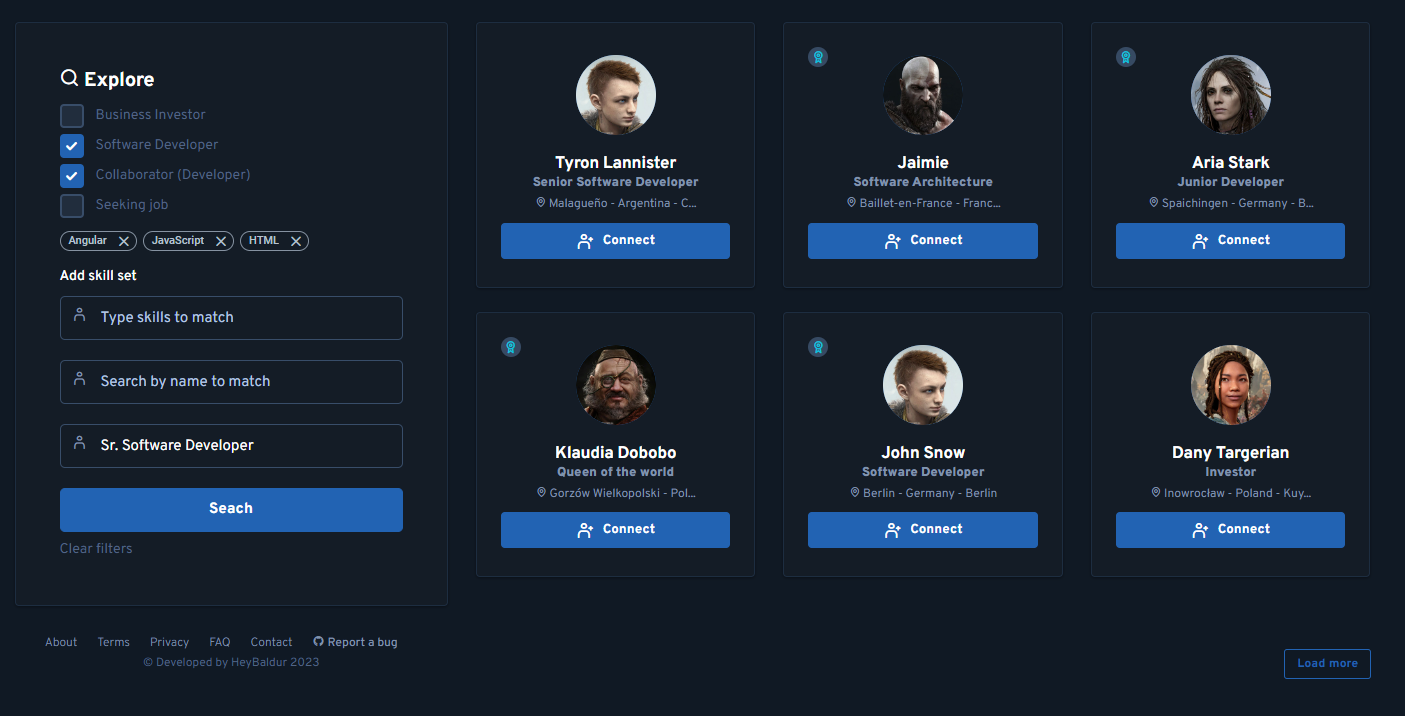 Explore
Business Investor
Software Developer
Collaborator (Developer)
Seeking job
Angular JavaScript HTML
Add skill set
Type skills to match
Search by name to match
Sr. Software Developer
Seach
Clear filters
Tyron Lannister
Senior Software Developer
Malagueño - Argentina - C...
Connect
Jaimie
Software Architecture
Baillet-en-France - Franc...
Connect
Aria Stark
Junior Developer
Spaichingen - Germany - B...
Connect
Klaudia Dobobo
Queen of the world
Gorzów Wielkopolski - Pol...
Connect
John Snow
Software Developer
Berlin - Germany - Berlin
Connect
Dany Targerian
Investor
Inowrocław - Poland - Kuy...
Connect
About Terms Privacy FAQ Contact Report a bug
© Developed by HeyBaldur 2023
Load more